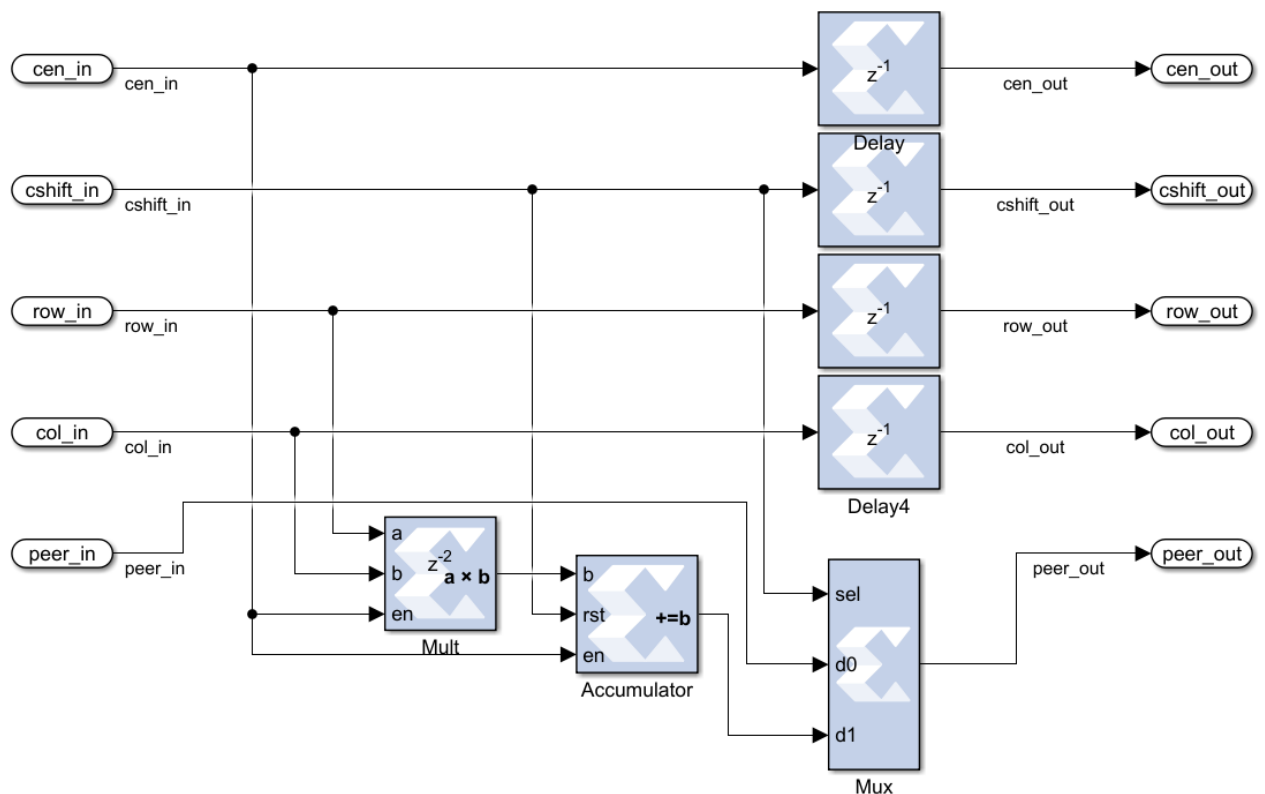 cen_in
cen_in
z-1
cen_out
cen_out
Delay
cshift_in
cshift_in
z-1
cshift_out
cshift_out
row_in
row_in
z-1
row_out
row_out
col_in
col_in
z-1
col_out
col_out
Delay4
peer_in
peer_in
a
b
en
z-2
a × b
Mult
b
rst
en
+=b
Accumulator
sel
d0
d1
Mux
peer_out
peer_out